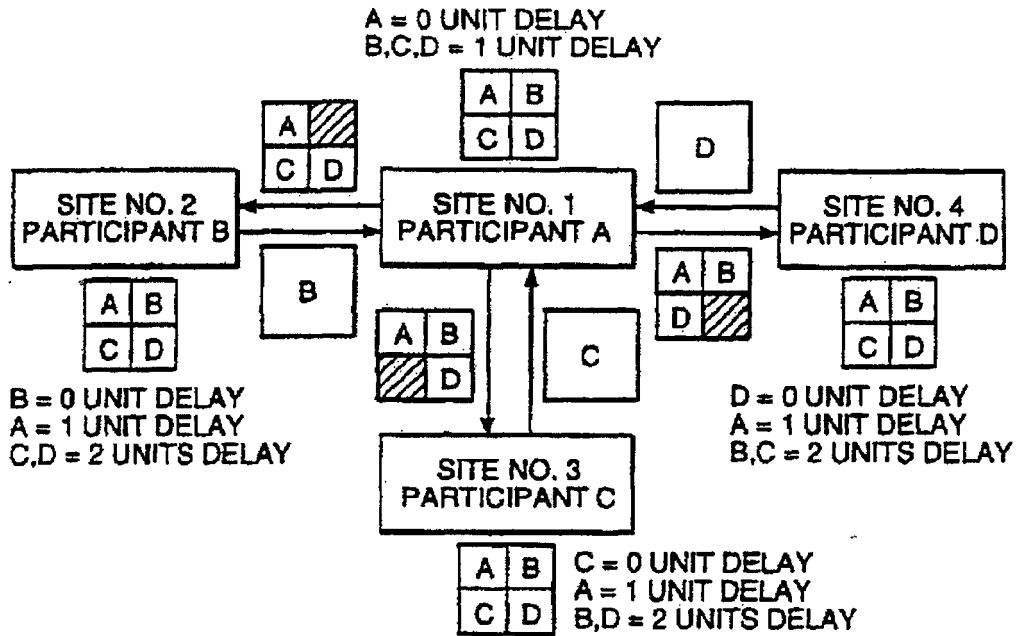 A = 0 UNIT DELAY
B,C,D = 1 UNIT DELAY
A B
C D
A
C D
D
SITE NO. 2
PARTICIPANT B
SITE NO. 1
PARTICIPANT A
SITE NO. 4
PARTICIPANT D
B
A B
D
A B
D
C
A B
C D
A B
C D
B = 0 UNIT DELAY
A = 1 UNIT DELAY
C,D = 2 UNITS DELAY
D = 0 UNIT DELAY
A = 1 UNIT DELAY
B,C = 2 UNITS DELAY
SITE NO. 3
PARTICIPANT C
A B
C D
C = 0 UNIT DELAY
A = 1 UNIT DELAY
B,D = 2 UNITS DELAY